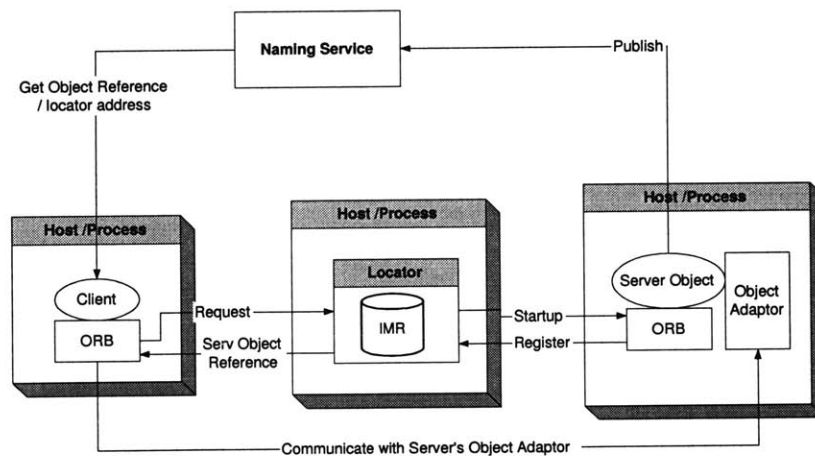 Naming Service
Publish
Get Object Reference
/ locator address
Host /Process
Host /Process
Host /Process
Locator
Client
Server Object
Object
Adaptor
Request
IMR
Startup
ORB
ORB
Serv Object
Reference
Register
Communicate with Server's Object Adaptor